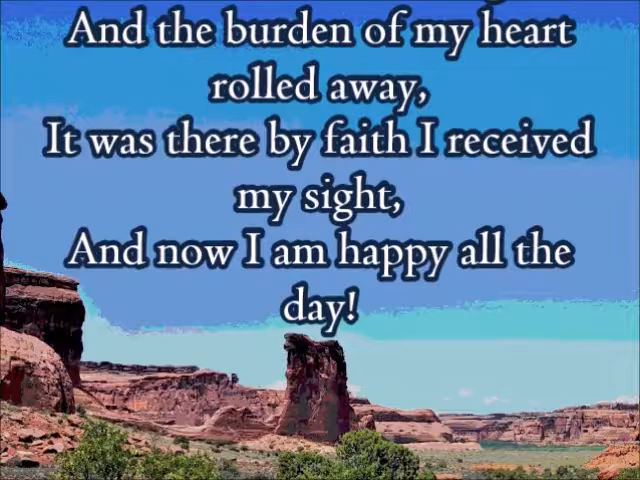 And the burden of my heart
rolled away,
It was there by faith I received
my sight,
And now I am happy all the
day!